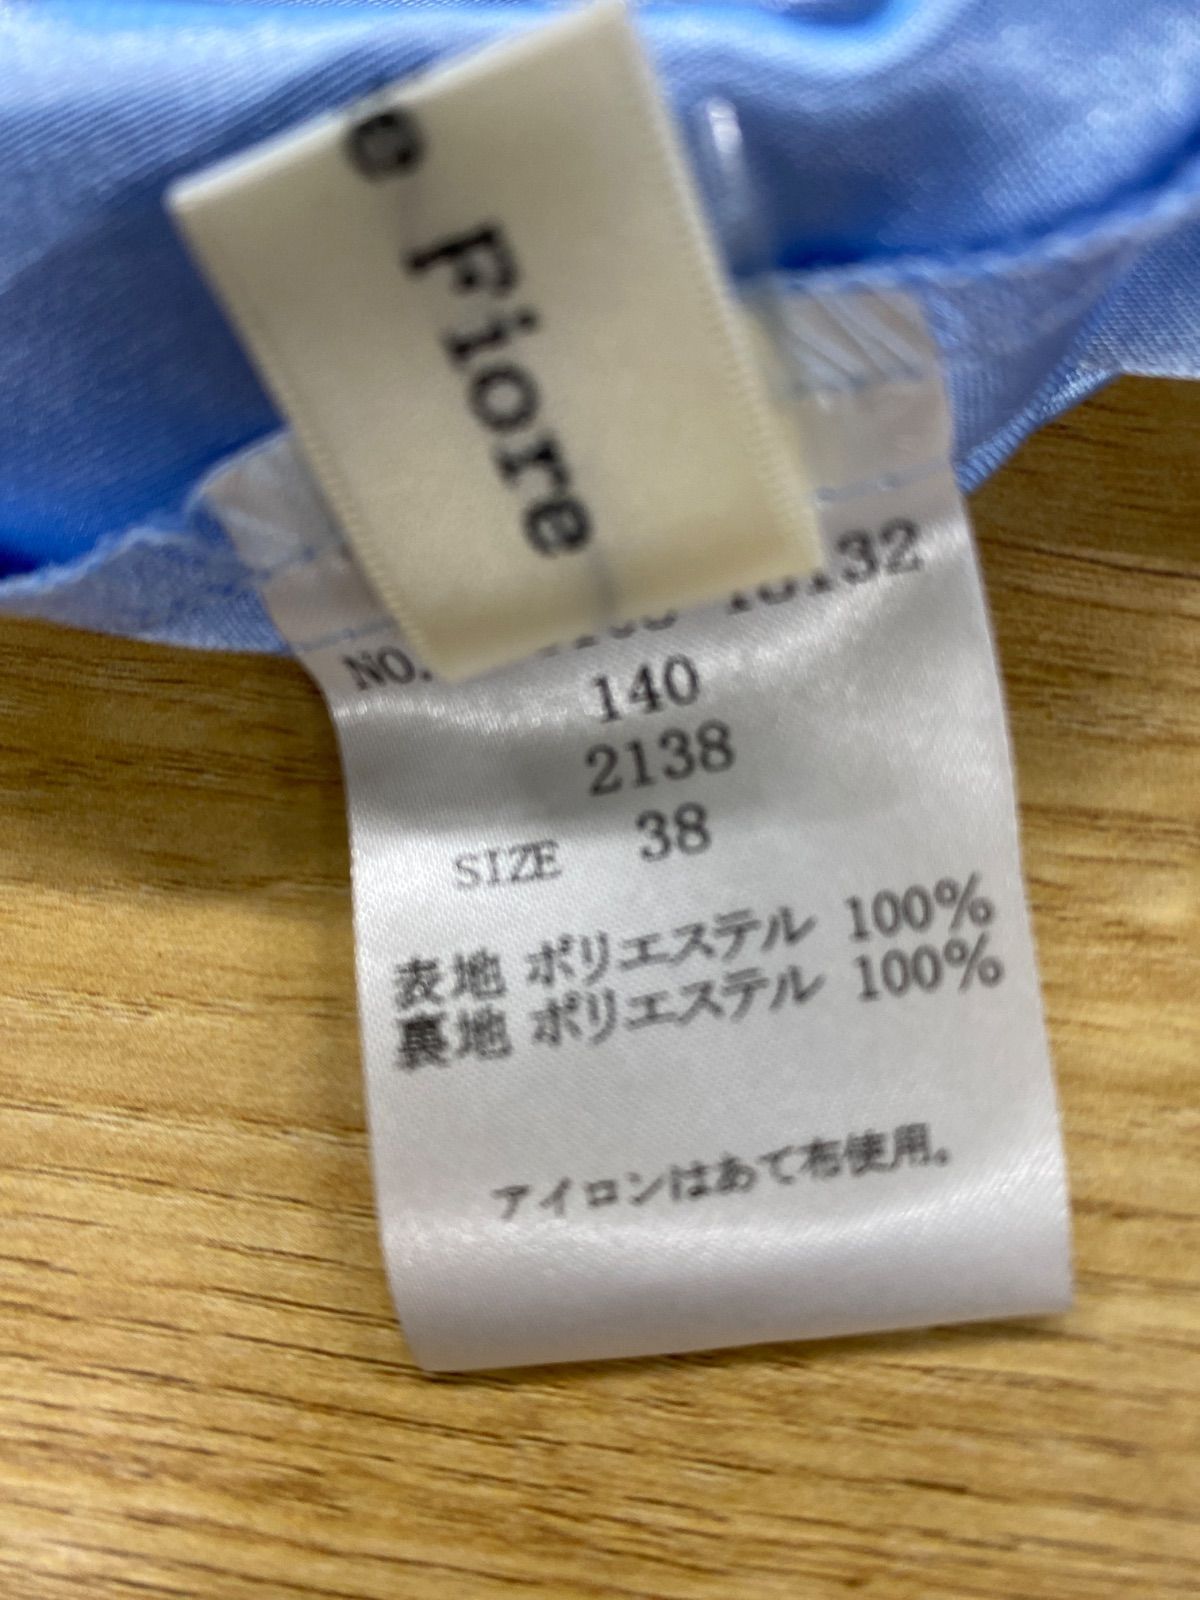 Fiore
NO.
140
2138
SIZE 38
表地 ポリエステル 100%
裏地 ポリエステル 100%
アイロンはあて布使用。